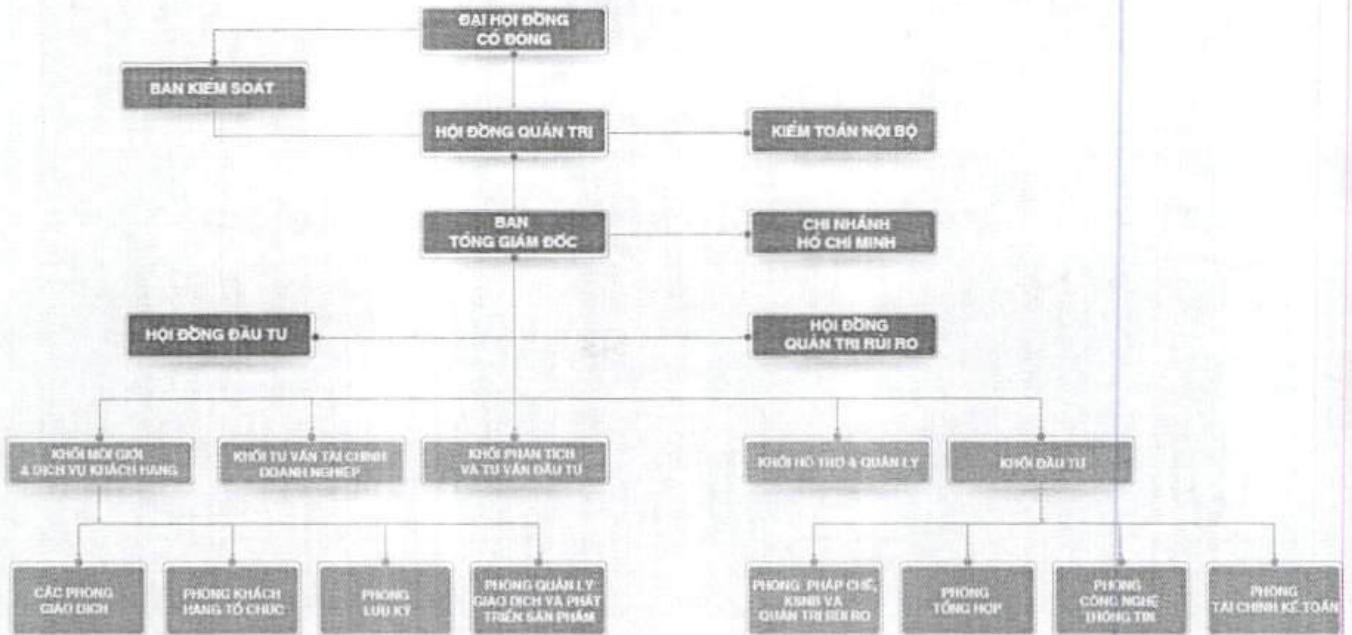 ĐẠI HỘI ĐỒNG
CỔ ĐÔNG
BAN KIỂM SOÁT
HỘI ĐỒNG QUẢN TRỊ
KIỂM TOÁN NỘI BỘ
BAN
TỔNG GIÁM ĐỐC
CHI NHÁNH
HỒ CHÍ MINH
HỘI ĐỒNG ĐẦU TƯ
HỘI ĐỒNG
QUẢN TRỊ RỦI RO
KHỐI MÔI GIỚI
& DỊCH VỤ KHÁCH HÀNG
KHỐI TƯ VẤN TÀI CHÍNH
DOANH NGHIỆP
KHỐI PHÂN TÍCH
VÀ TƯ VẤN ĐẦU TƯ
KHỐI HỖ TRỢ & QUẢN LÝ
KHỐI ĐẦU TƯ
CÁC PHÒNG
GIAO DỊCH
PHÒNG KHÁCH
HÀNG TỔ CHỨC
PHÒNG
LƯU KÝ
PHÒNG QUẢN LÝ
GIAO DỊCH VÀ PHÁT
TRIỂN SẢN PHẨM
PHÒNG PHÁP CHẾ,
KSNB VÀ
QUẢN TRỊ RỦI RO
PHÒNG
TỔNG HỢP
PHÒNG
CÔNG NGHỆ
THÔNG TIN
PHÒNG
TÀI CHÍNH KẾ TOÁN